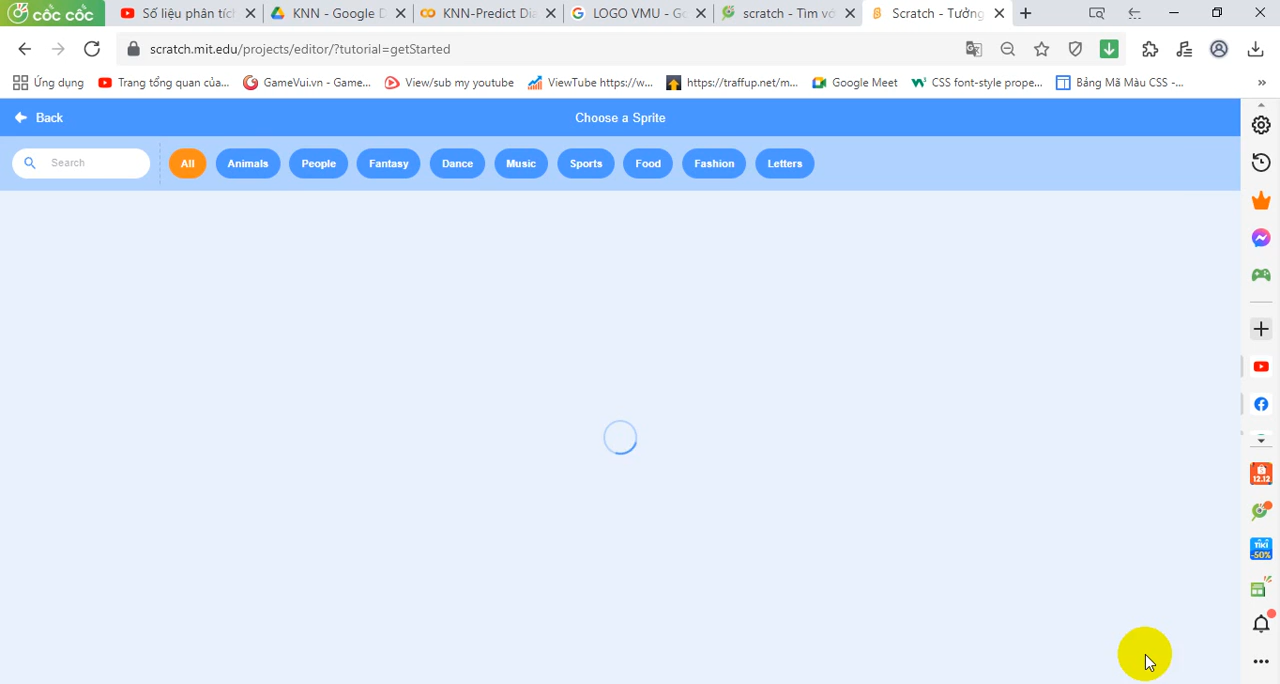 cốc cốc
Số liệu phân tích
KNN - Google D
KNN-Predict Dia
LOGO VMU - Go
scratch - Tìm với
Scratch - Tưởng
scratch.mit.edu/projects/editor/?tutorial=getStarted
Ứng dụng
Trang tổng quan của...
GameVui.vn - Game...
View/sub my youtube
ViewTube https://w...
https://traffup.net/m...
Google Meet
CSS font-style prope...
Bảng Mã Màu CSS -...
»
Back
Choose a Sprite
Search
All
Animals
People
Fantasy
Dance
Music
Sports
Food
Fashion
Letters
12.12
TIKI
-50%